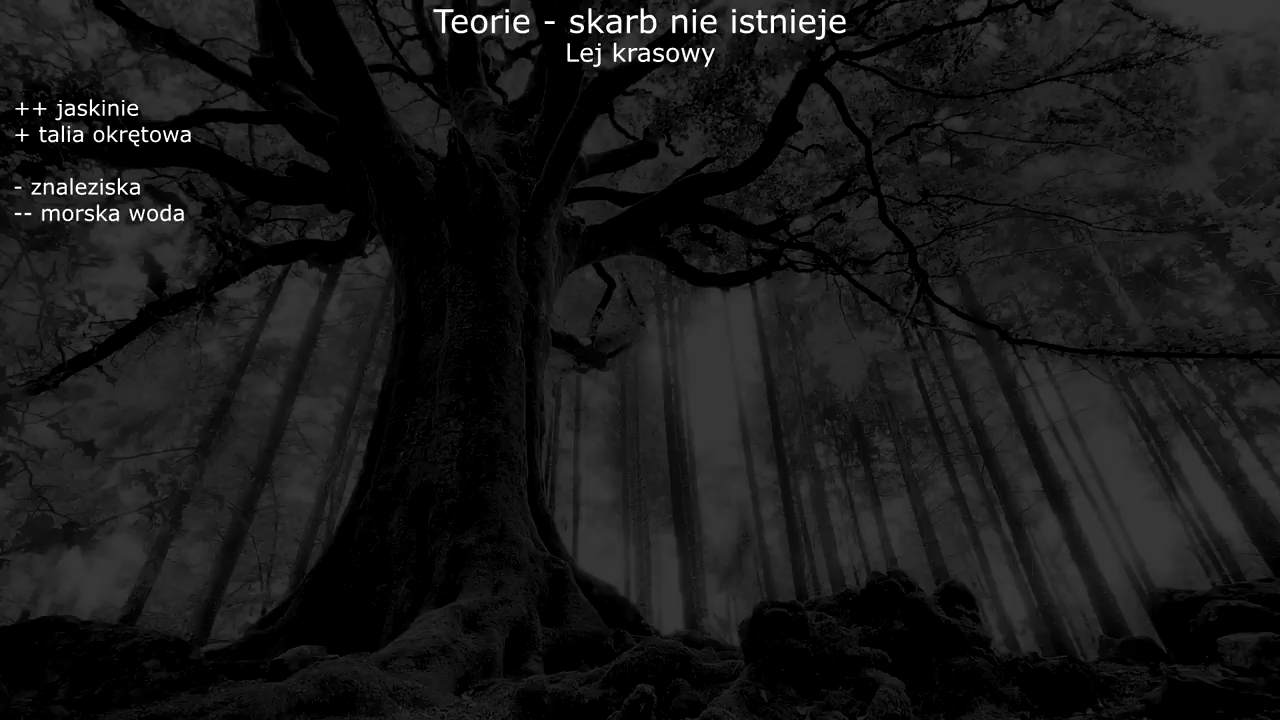 Teorie - skarb nie istnieje
Lej krasowy
++ jaskinie
+ talia okrętowa
- znaleziska
-- morska woda